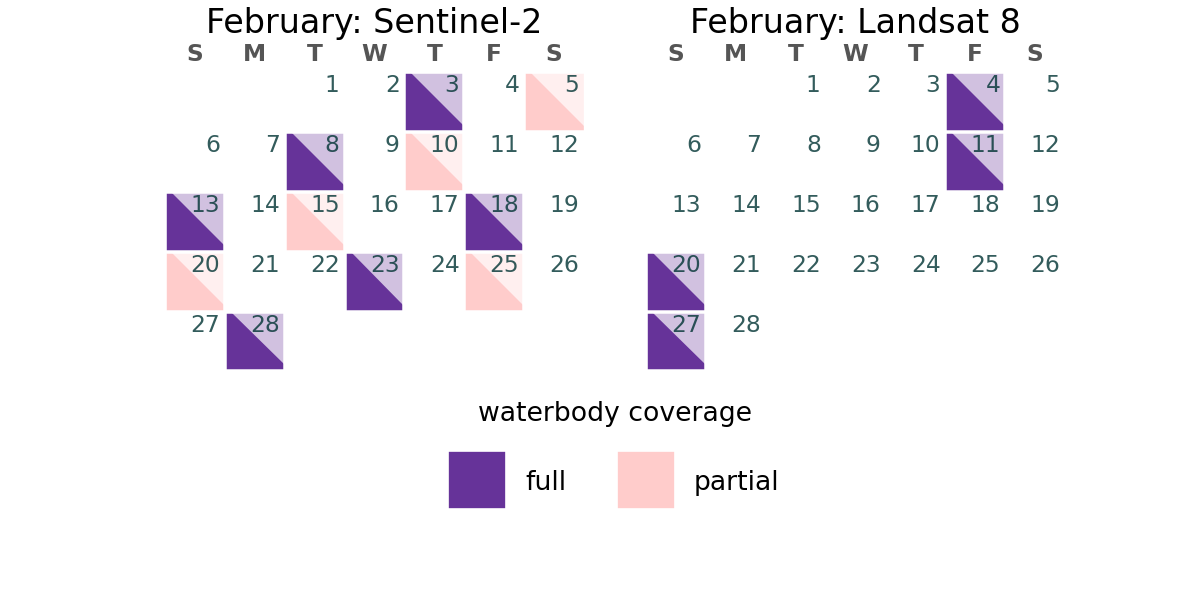 February: Sentinel-2
S M T W T F S
1 2 3 4 5
6 7 8 9 10 11 12
13 14 15 16 17 18 19
20 21 22 23 24 25 26
27 28
February: Landsat 8
S M T W T F S
1 2 3 4 5
6 7 8 9 10 11 12
13 14 15 16 17 18 19
20 21 22 23 24 25 26
27 28
waterbody coverage
full
partial